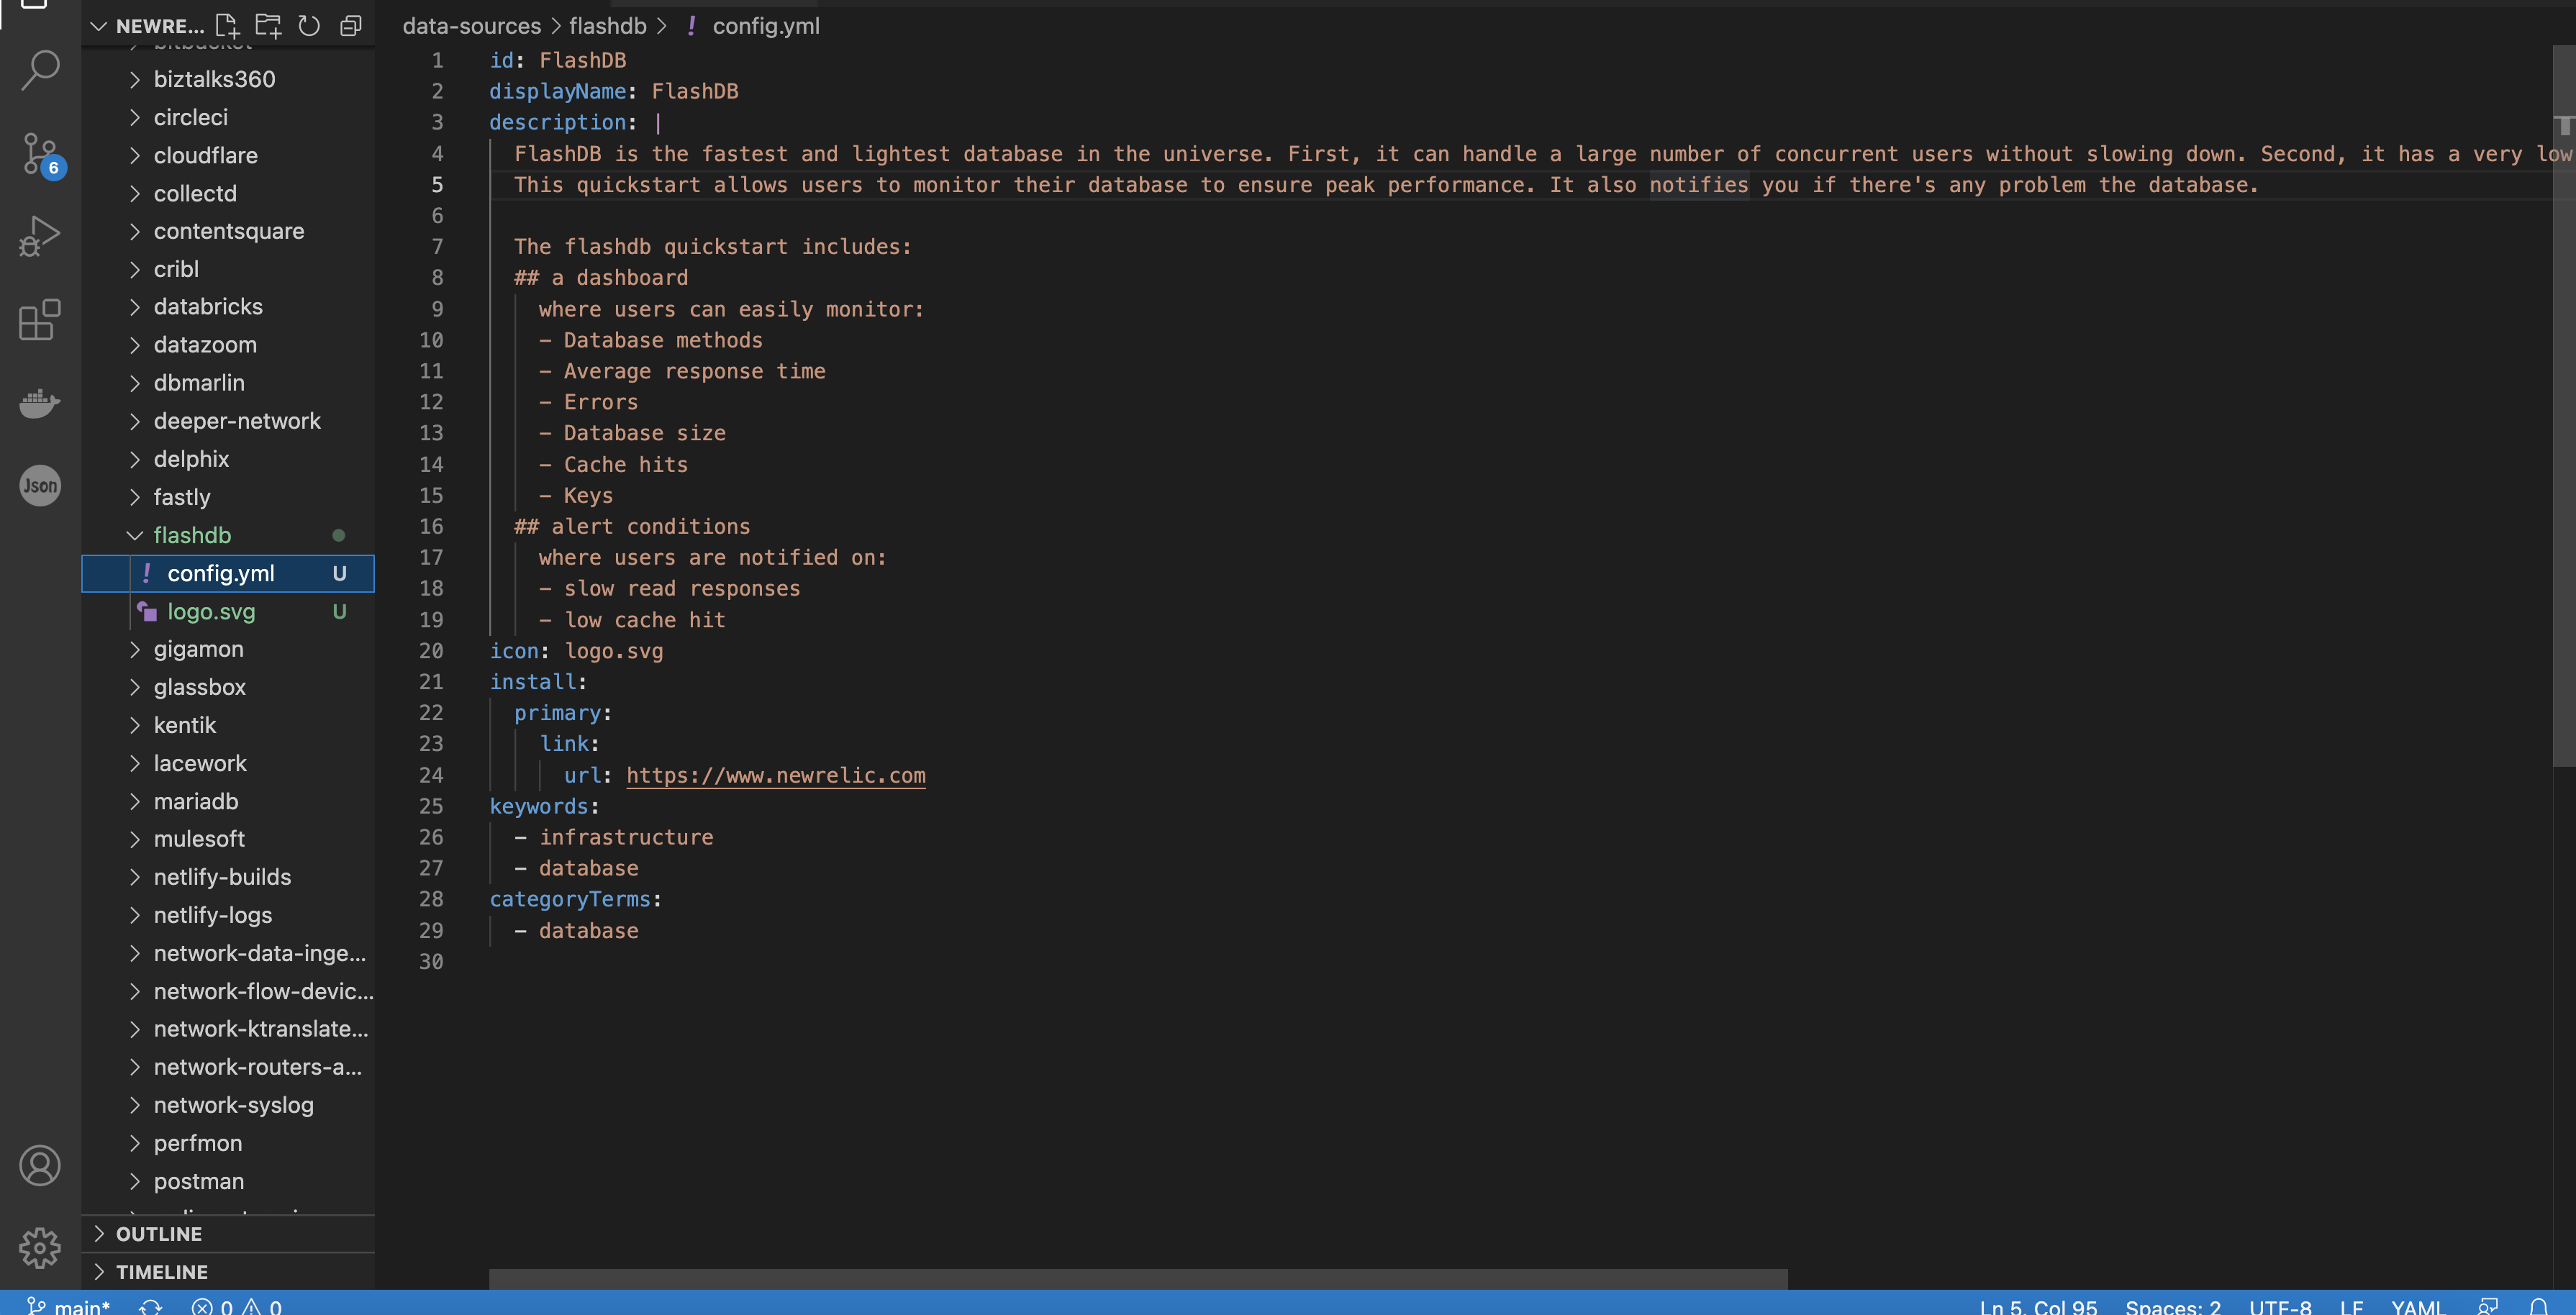 NEWRE...
biztalks360
circleci
cloudflare
collectd
contentsquare
cribl
databricks
datazoom
dbmarlin
deeper-network
delphix
fastly
flashdb
! config.yml U
logo.svg U
gigamon
glassbox
kentik
lacework
mariadb
mulesoft
netlify-builds
netlify-logs
network-data-inge...
network-flow-devic...
network-ktranslate...
network-routers-a...
network-syslog
perfmon
postman
OUTLINE
TIMELINE
6
Json
data-sources > flashdb > ! config.yml
1 id: FlashDB
2 displayName: FlashDB
3 description: |
4 FlashDB is the fastest and lightest database in the universe. First, it can handle a large number of concurrent users without slowing down. Second, it has a very low
5 This quickstart allows users to monitor their database to ensure peak performance. It also notifies you if there's any problem the database.
6
7 The flashdb quickstart includes:
8 ## a dashboard
9 where users can easily monitor:
10 - Database methods
11 - Average response time
12 - Errors
13 - Database size
14 - Cache hits
15 - Keys
16 ## alert conditions
17 where users are notified on:
18 - slow read responses
19 - low cache hit
20 icon: logo.svg
21 install:
22 primary:
23 link:
24 url: https://www.newrelic.com
25 keywords:
26 - infrastructure
27 - database
28 categoryTerms:
29 - database
30
main* 0 0 Ln 5, Col 95 Spaces: 2 UTF-8 LF YAML